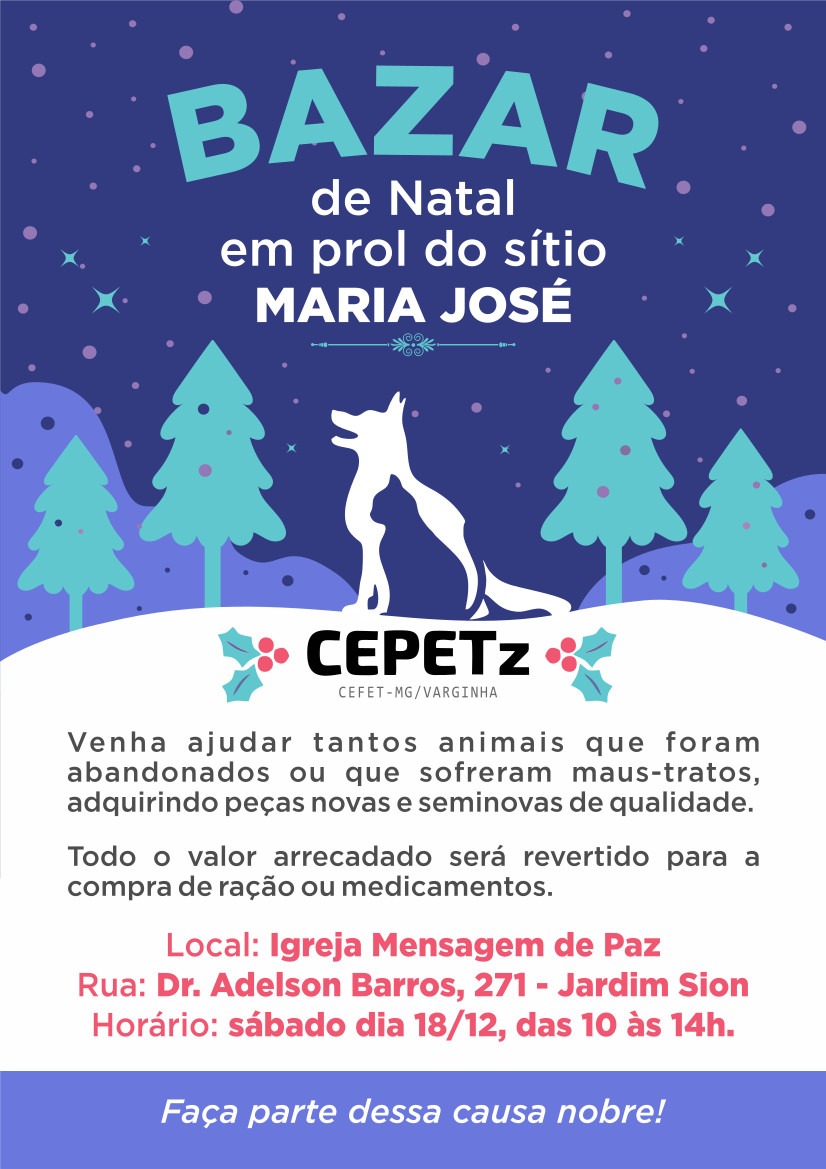 BAZAR
de Natal
em prol do sítio
MARIA JOSÉ
CEPETz
CEFET-MG/VARGINHA
Venha ajudar tantos animais que foram
abandonados ou que sofreram maus-tratos,
adquirindo peças novas e seminovas de qualidade.
Todo o valor arrecadado será revertido para a
compra de ração ou medicamentos.
Local: Igreja Mensagem de Paz
Rua: Dr. Adelson Barros, 271 - Jardim Sion
Horário: sábado dia 18/12, das 10 às 14h.
Faça parte dessa causa nobre!